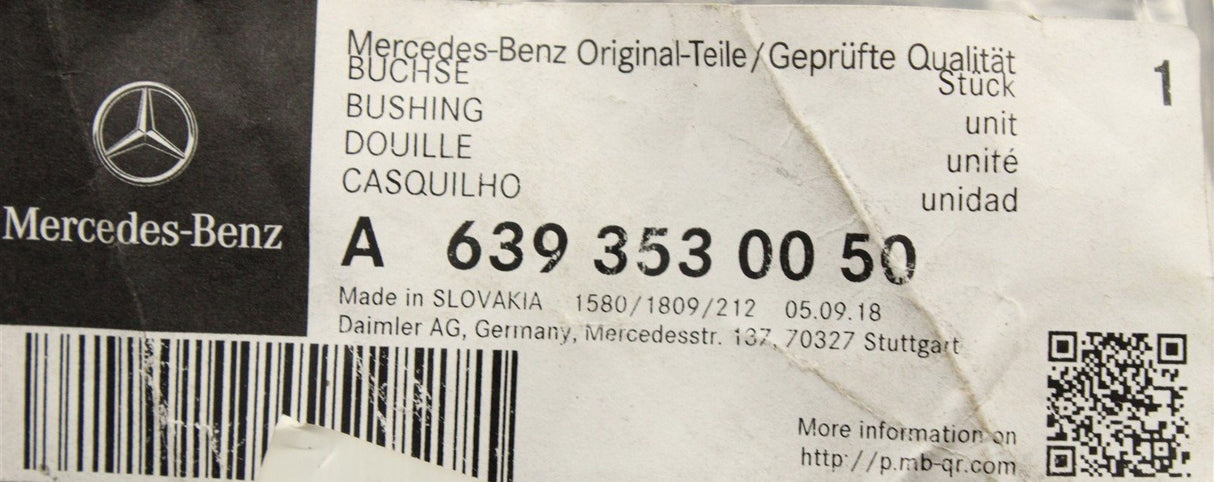 Mercedes-Benz
Mercedes-Benz Original-Teile/Geprüfte Qualität
BUCHSE Stück 1
BUSHING unit
DOUILLE unité
CASQUILHO unidad
A 639 353 00 50
Made in SLOVAKIA 1580/1809/212 05.09.18
Daimler AG, Germany, Mercedesstr. 137, 70327 Stuttgart
More information on
http://p.mb-qr.com